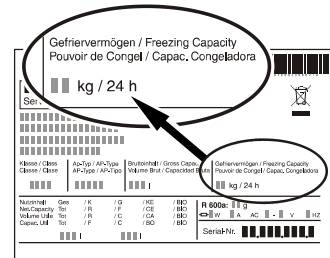 Gefriervermögen / Freezing Capacity
Pouvoir de Congel / Capac. Congeladora
kg / 24 h
Ser
Klasse / Class
Classe / Clase
Ap-Typ / AP-Type
AP-Type / AP-Tipo
Bruttoinhalt / Gross Capac
Volume Brut / Capacidad Bruta
I
Gefriervermögen / Freezing Capacity
Pouvoir de Congel / Capac. Congeladora
kg / 24 h
Nutzinhalt Ges / K / G / KE / BIO
Net.Capacity Tot / R / F / CE / BIO
Volume Utile Tot / R / C / CA / BIO
Capac. Util Tot / F / C / BO / BIO
I I
R 600a: g
W A AC - V HZ
Serial-Nr.